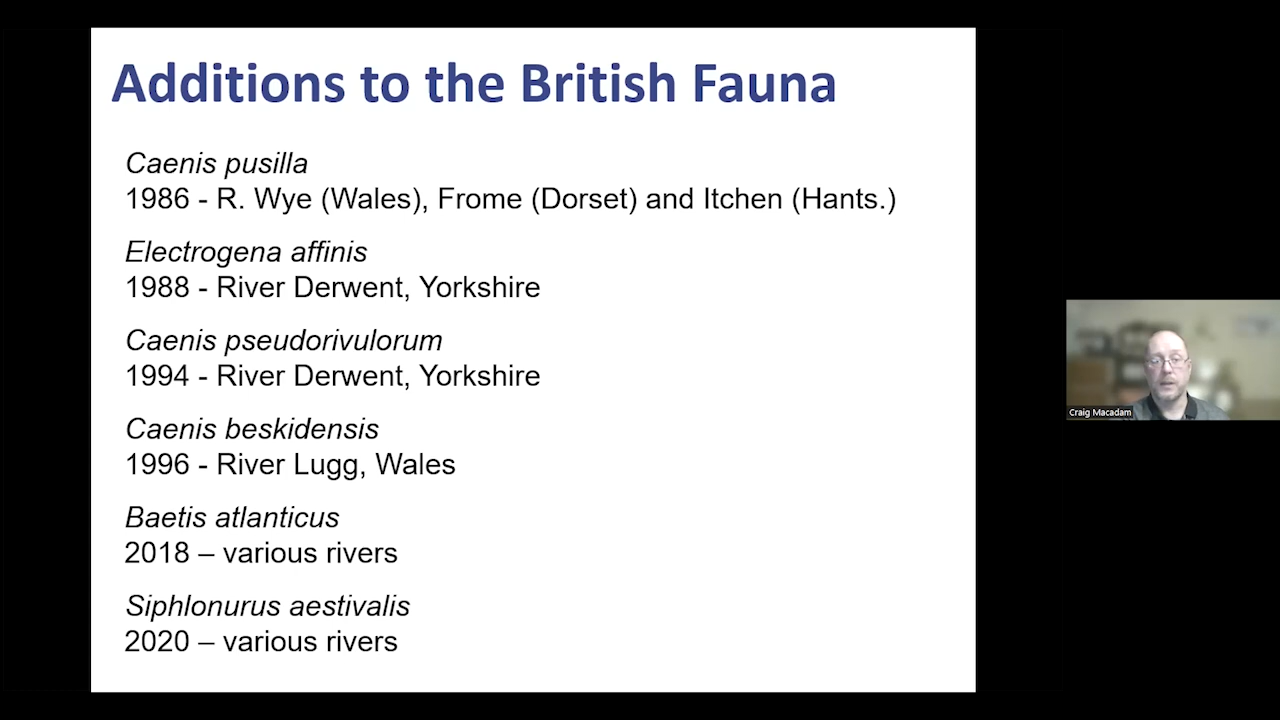 Additions to the British Fauna
Caenis pusilla
1986 - R. Wye (Wales), Frome (Dorset) and Itchen (Hants.)
Electrogena affinis
1988 - River Derwent, Yorkshire
Caenis pseudorivulorum
1994 - River Derwent, Yorkshire
Caenis beskidensis
1996 - River Lugg, Wales
Baetis atlanticus
2018 – various rivers
Siphlonurus aestivalis
2020 – various rivers
Craig Macadam